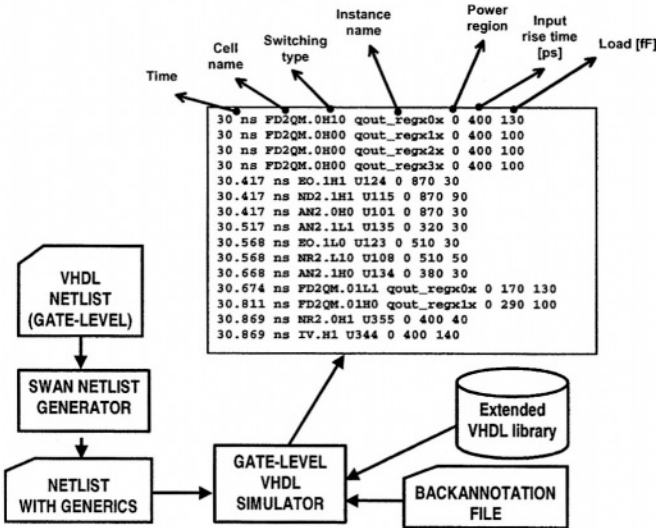 Time
Cell
name
Switching
type
Instance
name
Power
region
Input
rise time
[ps]
Load [fF]
30 ns FD2QM.0H10 qout_regx0x 0 400 130
30 ns FD2QM.0H00 qout_regx1x 0 400 100
30 ns FD2QM.0H00 qout_regx2x 0 400 100
30 ns FD2QM.0H00 qout_regx3x 0 400 100
30.417 ns EO.1H1 U124 0 870 30
30.417 ns ND2.1H1 U115 0 870 90
30.417 ns AN2.0H0 U101 0 870 30
30.517 ns AN2.1L1 U135 0 320 30
30.568 ns EO.1L0 U123 0 510 30
30.568 ns NR2.L10 U108 0 510 50
30.668 ns AN2.1H0 U134 0 380 30
30.674 ns FD2QM.01L1 qout_regx0x 0 170 130
30.811 ns FD2QM.01H0 qout_regx1x 0 290 100
30.869 ns NR2.0H1 U355 0 400 40
30.869 ns IV.H1 U344 0 400 140
VHDL
NETLIST
(GATE-LEVEL)
SWAN NETLIST
GENERATOR
NETLIST
WITH GENERICS
GATE-LEVEL
VHDL
SIMULATOR
Extended
VHDL library
BACKANNOTATION
FILE